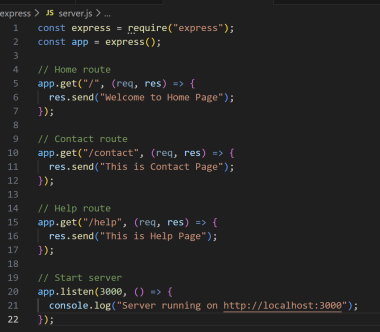 express > JS server.js > ...
1 const express = require("express");
2 const app = express();
3
4 // Home route
5 app.get("/", (req, res) => {
6   res.send("Welcome to Home Page");
7 });
8
9 // Contact route
10 app.get("/contact", (req, res) => {
11   res.send("This is Contact Page");
12 });
13
14 // Help route
15 app.get("/help", (req, res) => {
16   res.send("This is Help Page");
17 });
18
19 // Start server
20 app.listen(3000, () => {
21   console.log("Server running on http://localhost:3000");
22 });